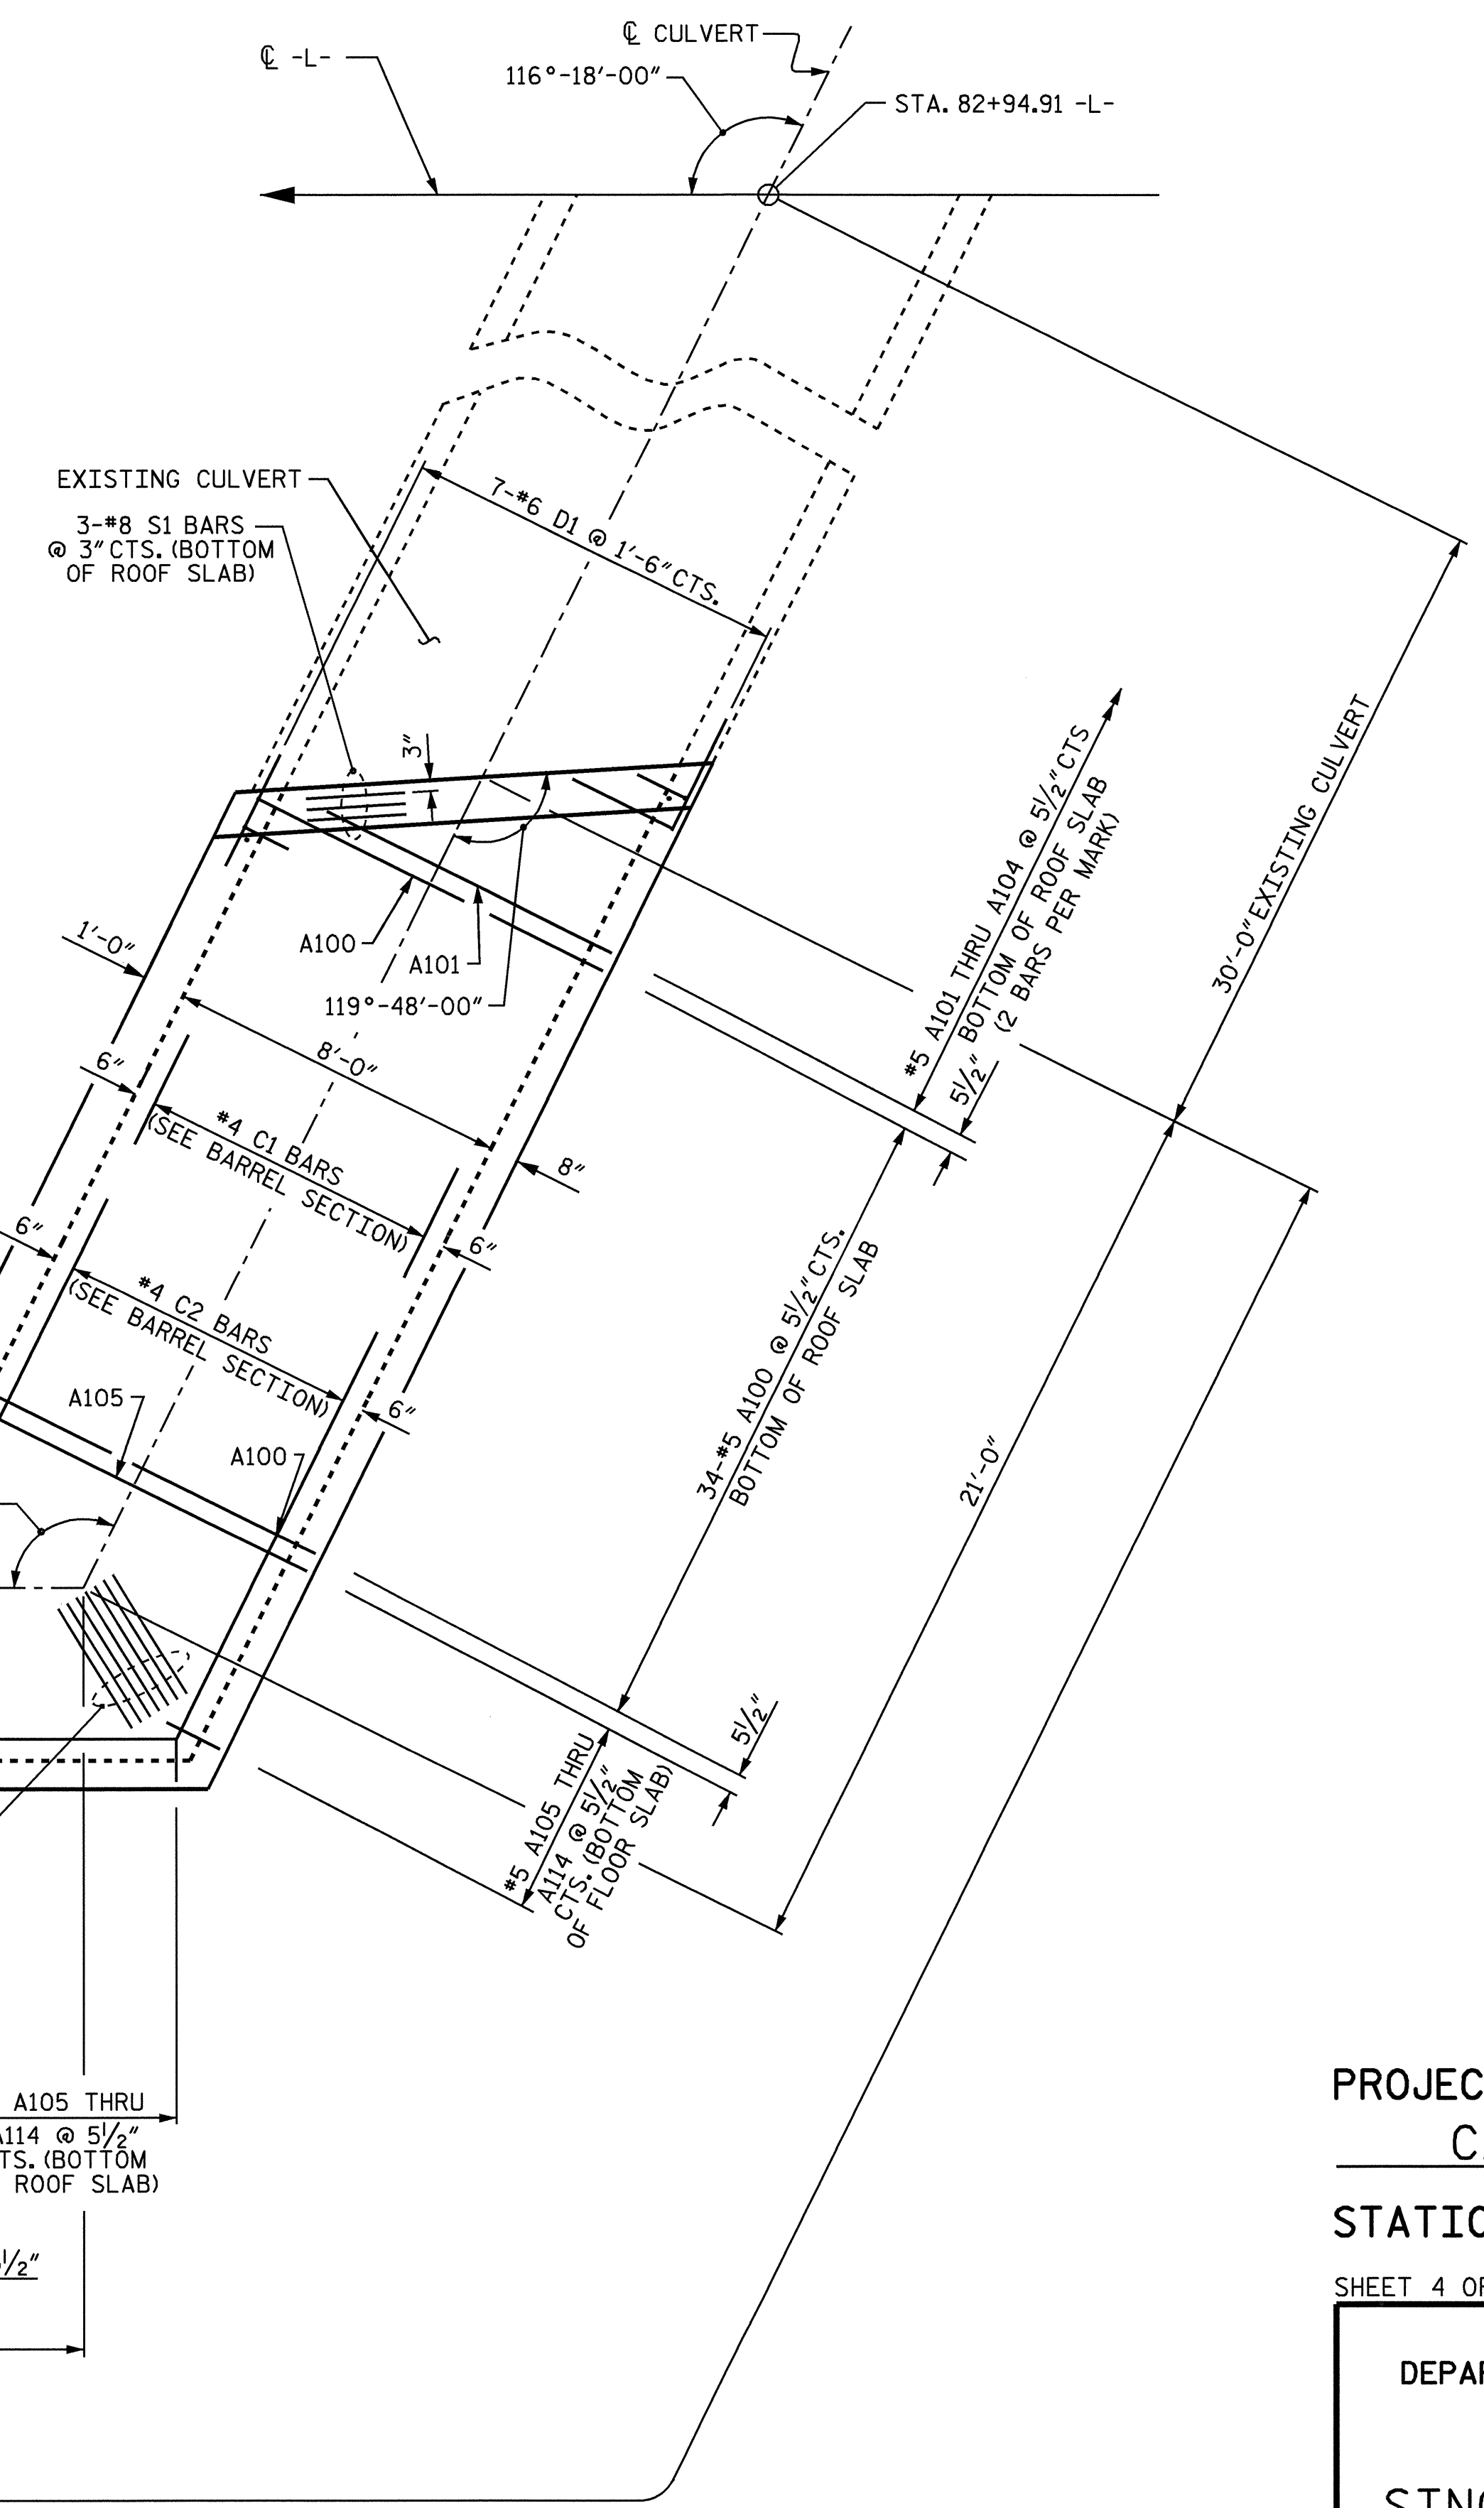 ℄ CULVERT
℄ -L-
116°-18'-00"
STA. 82+94.91 -L-
EXISTING CULVERT
3-#8 S1 BARS
@ 3" CTS. (BOTTOM
OF ROOF SLAB)
7-#6 D1 @ 1'-6" CTS.
3"
#5 A101 THRU A104 @ 5½" CTS
BOTTOM OF ROOF SLAB
(2 BARS PER MARK)
30'-0" EXISTING CULVERT
1'-0"
A100
A101
119°-48'-00"
8'-0"
5½"
6"
#4 C1 BARS
(SEE BARREL SECTION)
8"
6"
6"
#4 C2 BARS
(SEE BARREL SECTION)
34-#5 A100 @ 5½" CTS.
BOTTOM OF ROOF SLAB
A105
6"
A100
21'-0"
5½"
#5 A105 THRU
A114 @ 5½"
CTS. (BOTTOM
OF FLOOR SLAB)
A105 THRU
A114 @ 5½"
TS. (BOTTOM
ROOF SLAB)
½"
PROJEC
C
STATIO
SHEET 4 OF
DEPAR
SING